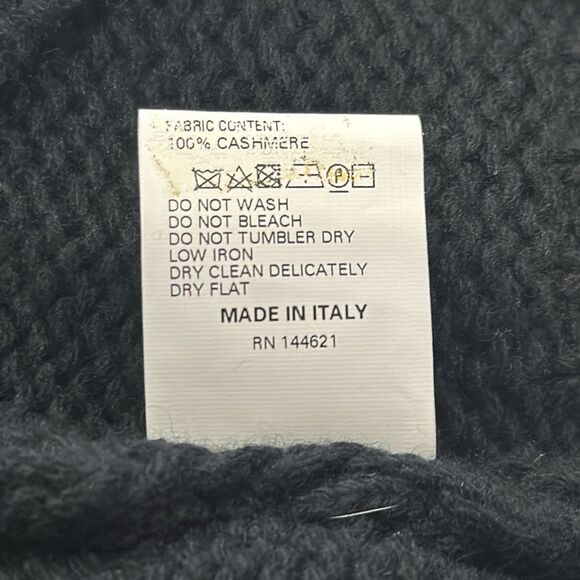 FABRIC CONTENT:
100% CASHMERE
DO NOT WASH
DO NOT BLEACH
DO NOT TUMBLER DRY
LOW IRON
DRY CLEAN DELICATELY
DRY FLAT
MADE IN ITALY
RN 144621